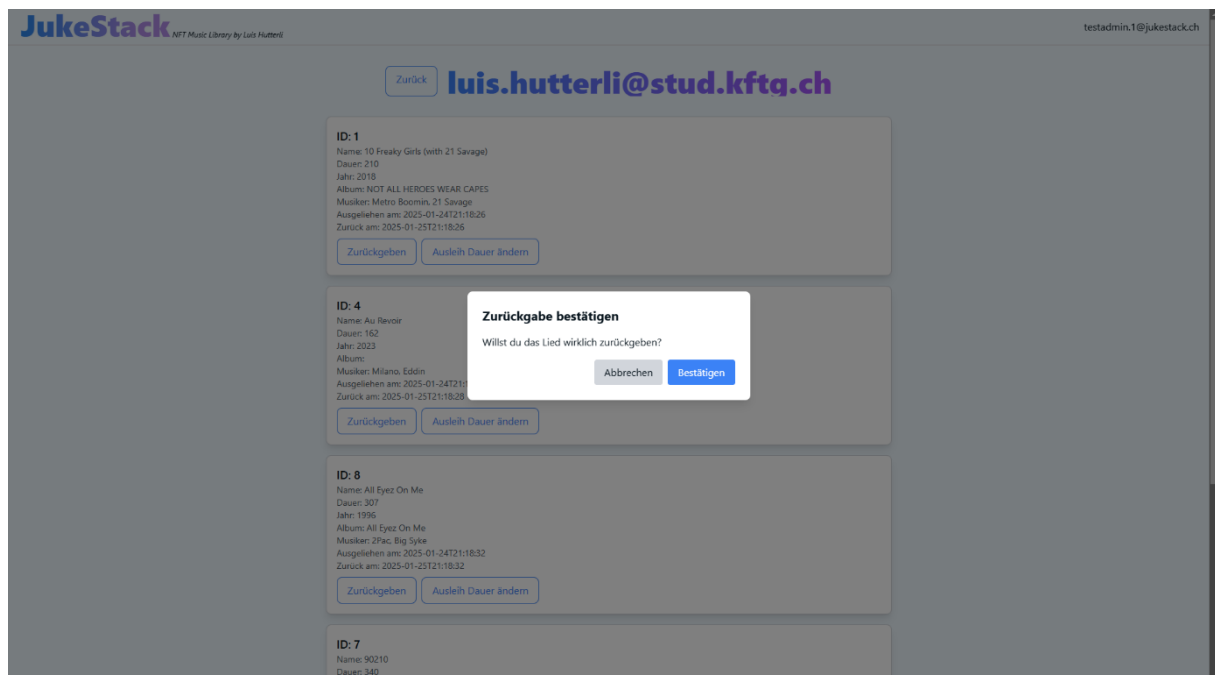 JukeStack NFT Music Library by Luis Hutterli
testadmin.1@jukestack.ch
Zurück
luis.hutterli@stud.kftg.ch
ID: 1
Name: 10 Freaky Girls (with 21 Savage)
Dauer: 210
Jahr: 2018
Album: NOT ALL HEROES WEAR CAPES
Musiker: Metro Boomin, 21 Savage
Ausgeliehen am: 2025-01-24T21:18:26
Zurück am: 2025-01-25T21:18:26
Zurückgeben Ausleih Dauer ändern
ID: 4
Name: Au Revoir
Dauer: 162
Jahr: 2023
Album:
Musiker: Milano, Eddin
Ausgeliehen am: 2025-01-24T21:
Zurück am: 2025-01-25T21:18:28
Zurückgeben Ausleih Dauer ändern
Zurückgabe bestätigen
Willst du das Lied wirklich zurückgeben?
Abbrechen Bestätigen
ID: 8
Name: All Eyez On Me
Dauer: 307
Jahr: 1996
Album: All Eyez On Me
Musiker: 2Pac, Big Syke
Ausgeliehen am: 2025-01-24T21:18:32
Zurück am: 2025-01-25T21:18:32
Zurückgeben Ausleih Dauer ändern
ID: 7
Name: 90210
Dauer: 340